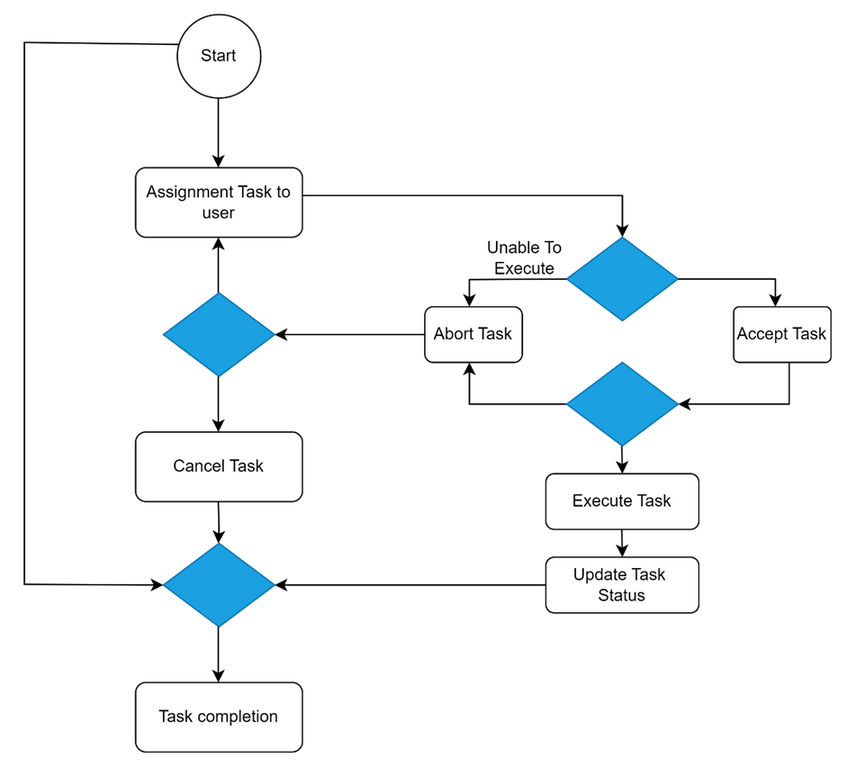 Start
Assignment Task to
user
Unable To
Execute
Abort Task
Accept Task
Cancel Task
Execute Task
Update Task
Status
Task completion